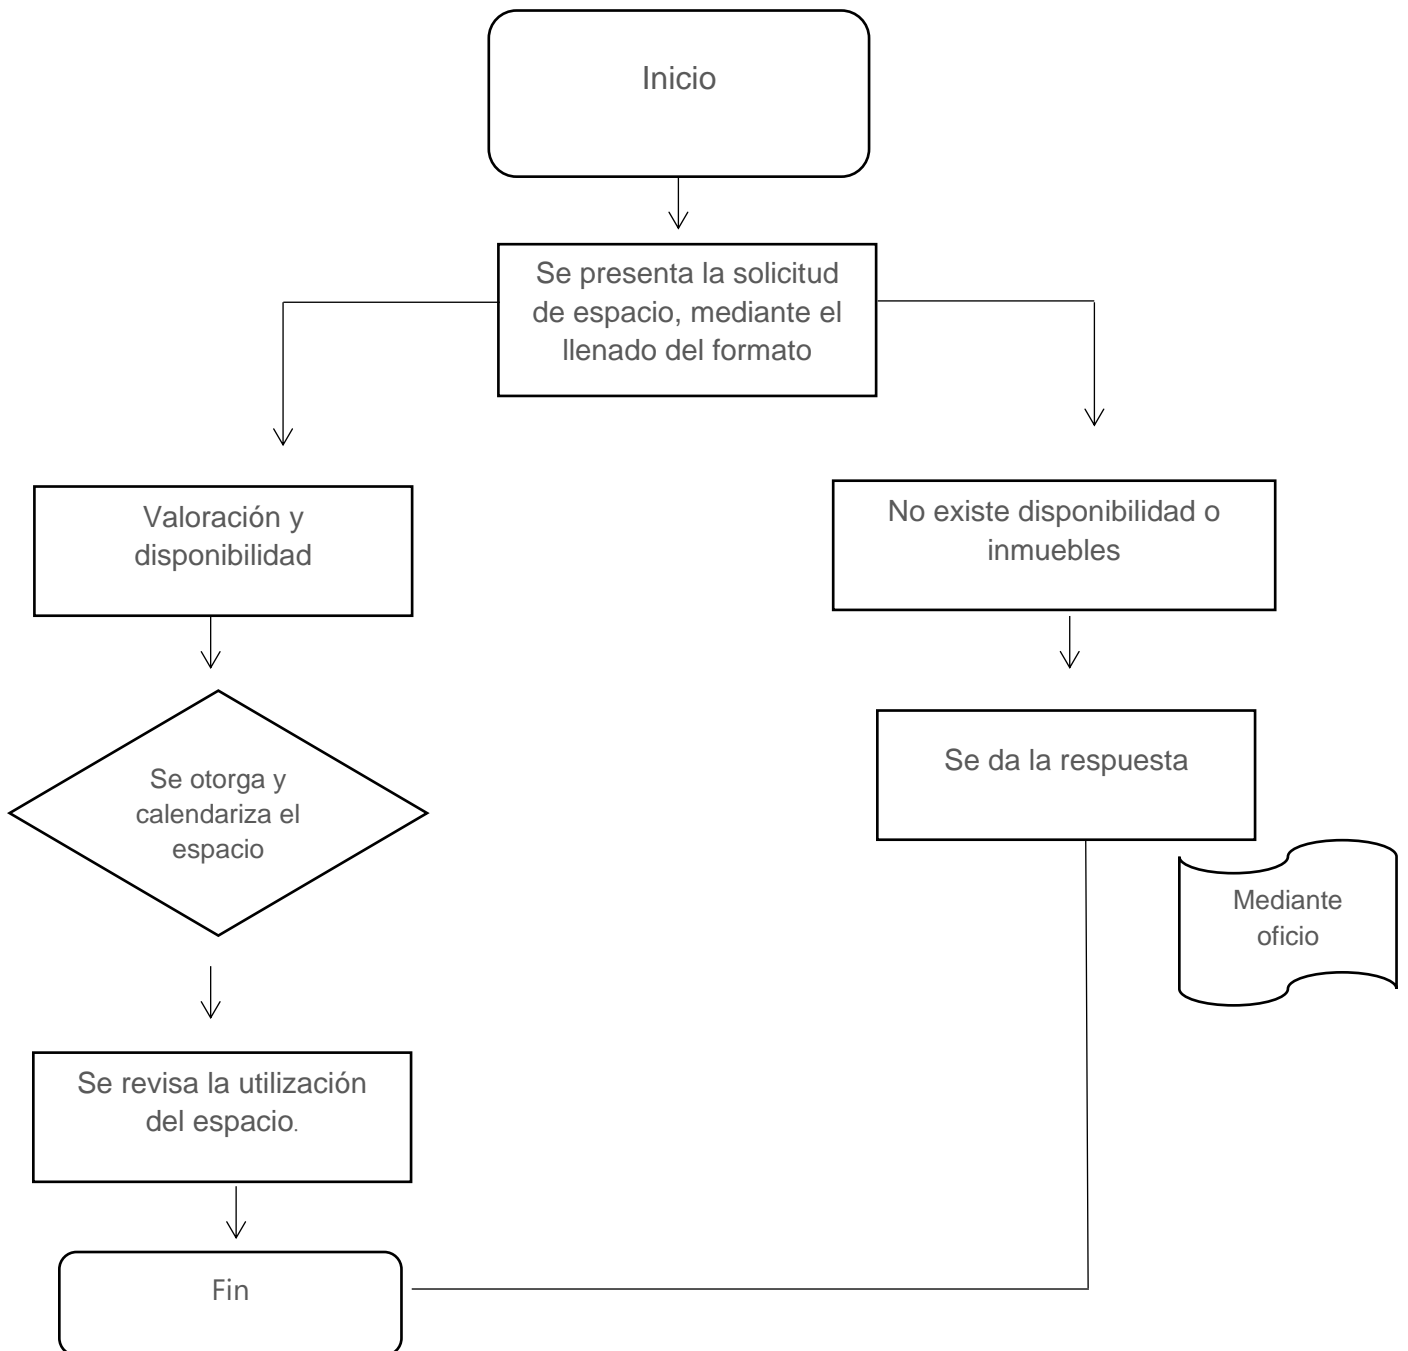 Inicio
Se presenta la solicitud
de espacio, mediante el
llenado del formato
Valoración y
disponibilidad
No existe disponibilidad o
inmuebles
Se otorga y
calendariza el
espacio
Se da la respuesta
Mediante
oficio
Se revisa la utilización
del espacio.
Fin